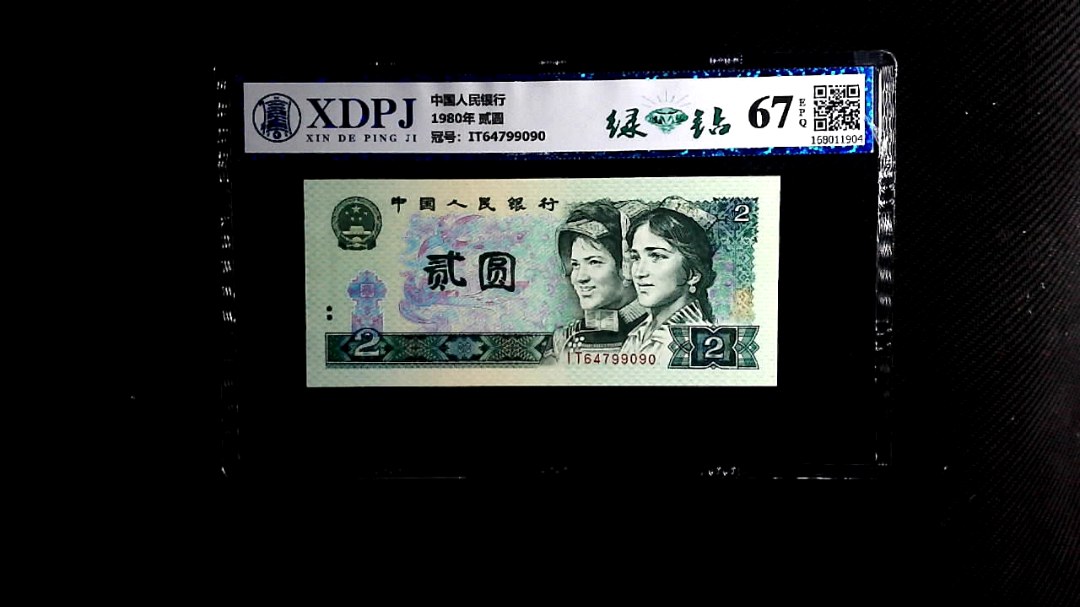 XDPJ
XIN DE PING JI
中国人民银行
1980年 贰圆
冠号: IT64799090
绿 钻
67
EPQ
168011904
中国人民银行
2
贰圆
2
IT64799090
2